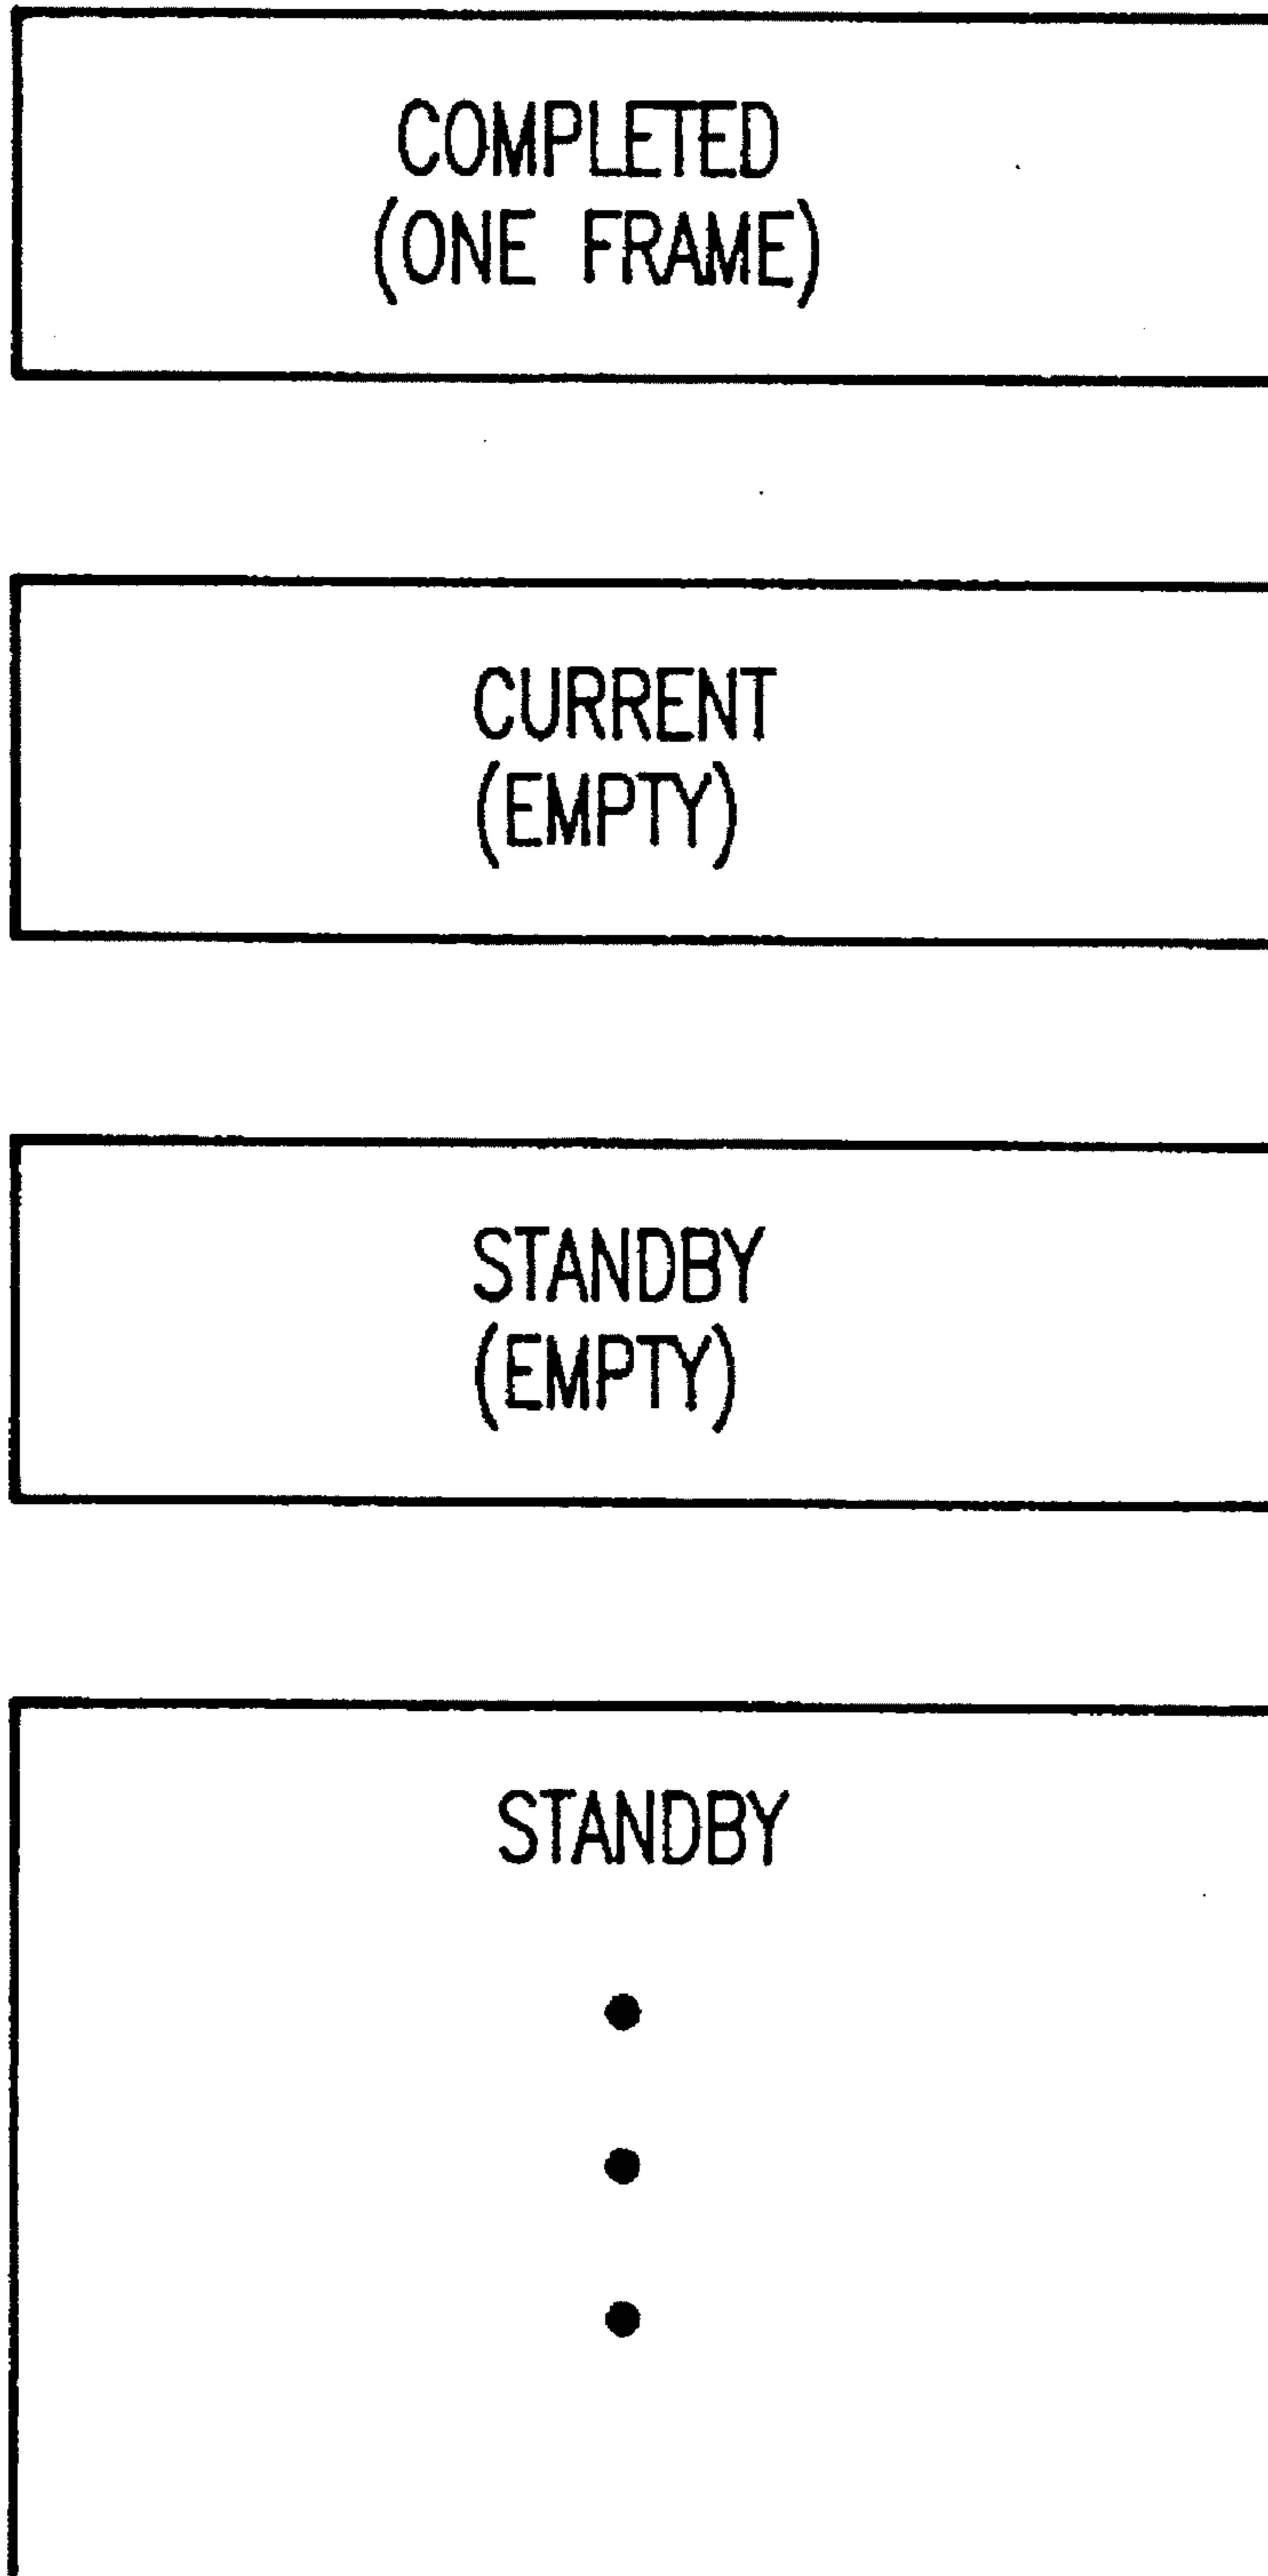 COMPLETED
(ONE FRAME)
CURRENT
(EMPTY)
STANDBY
(EMPTY)
STANDBY